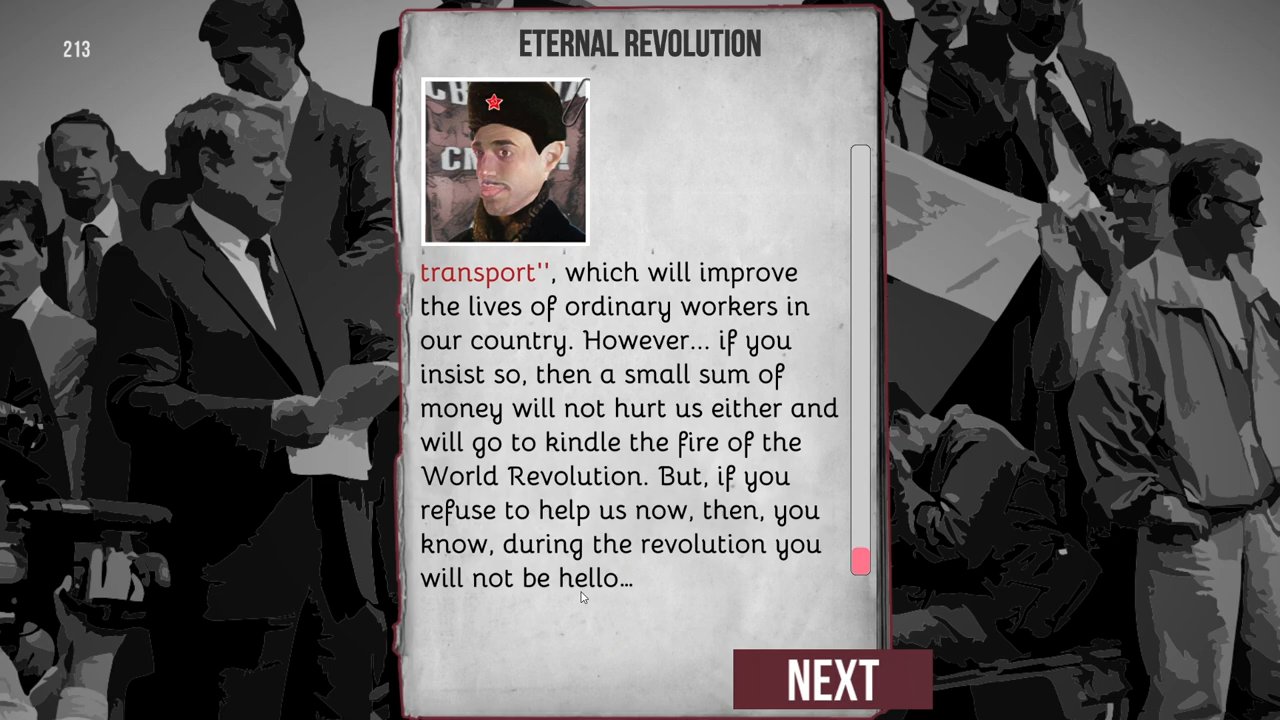 213
ETERNAL REVOLUTION
transport'', which will improve
the lives of ordinary workers in
our country. However... if you
insist so, then a small sum of
money will not hurt us either and
will go to kindle the fire of the
World Revolution. But, if you
refuse to help us now, then, you
know, during the revolution you
will not be hello...
NEXT